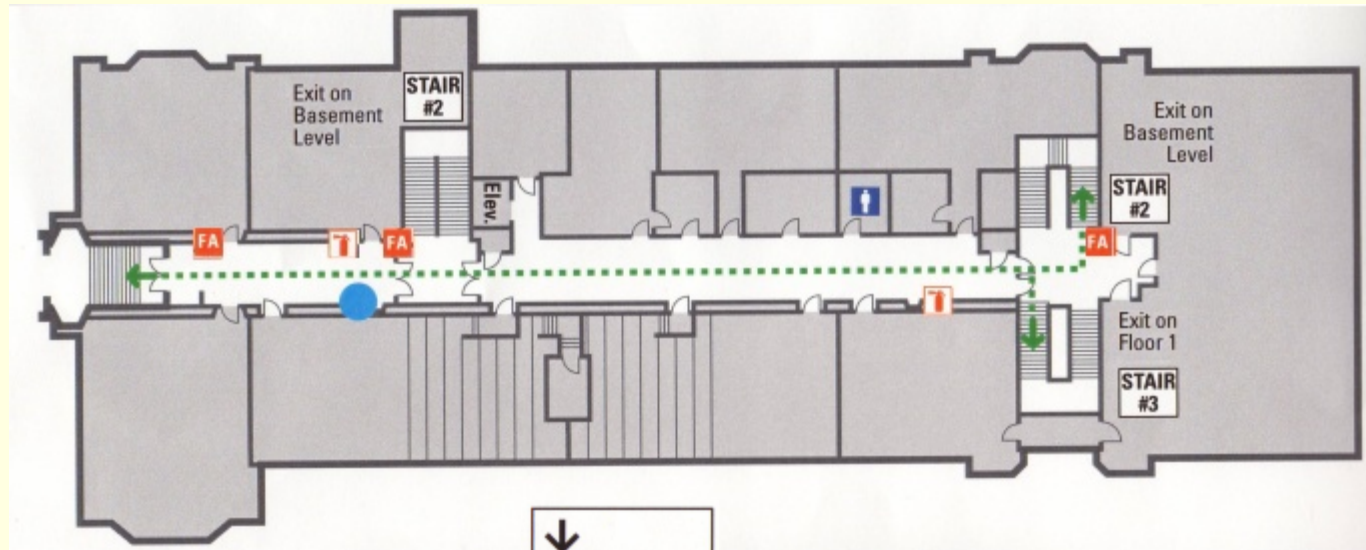 Exit on
Basement
Level
STAIR
#2
Elev.
FA
FA
Exit on
Basement
Level
STAIR
#2
FA
Exit on
Floor 1
STAIR
#3